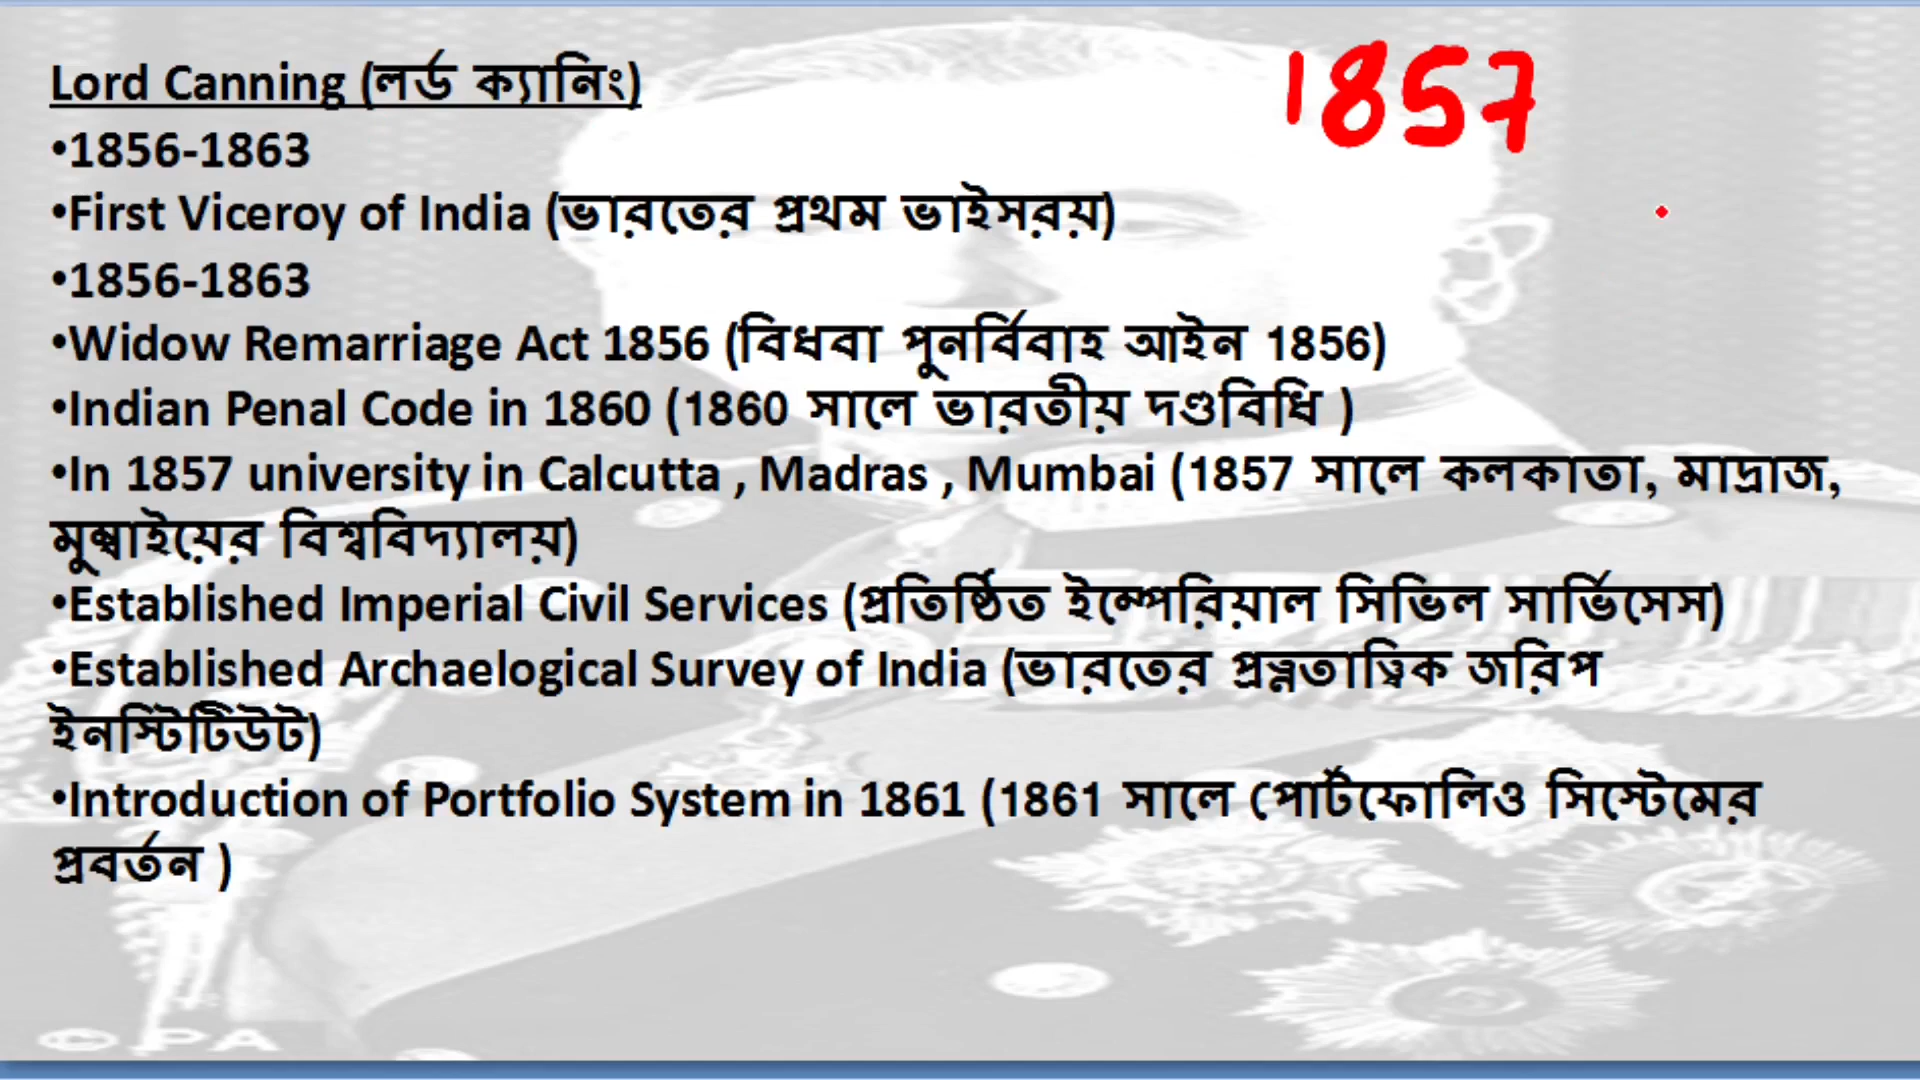 Lord Canning (লর্ড ক্যানিং)
1857
•1856-1863
•First Viceroy of India (ভারতের প্রথম ভাইসরয়)
•1856-1863
•Widow Remarriage Act 1856 (বিধবা পুনর্বিবাহ আইন 1856)
•Indian Penal Code in 1860 (1860 সালে ভারতীয় দণ্ডবিধি )
•In 1857 university in Calcutta , Madras , Mumbai (1857 সালে কলকাতা, মাদ্রাজ,
মুম্বাইয়ের বিশ্ববিদ্যালয়)
•Established Imperial Civil Services (প্রতিষ্ঠিত ইম্পেরিয়াল সিভিল সার্ভিসেস)
•Established Archaelogical Survey of India (ভারতের প্রত্নতাত্ত্বিক জরিপ
ইনস্টিটিউট)
•Introduction of Portfolio System in 1861 (1861 সালে পোর্টফোলিও সিস্টেমের
প্রবর্তন )
© PA